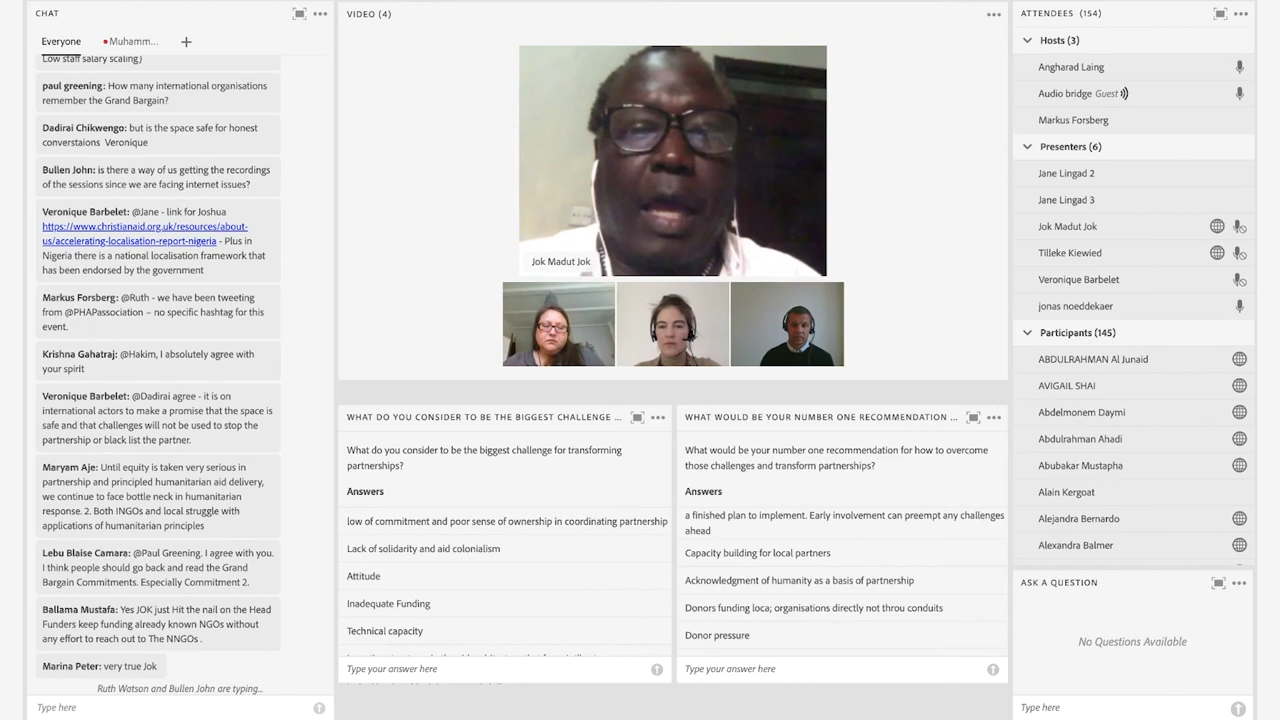 CHAT
Everyone
Muhamm...
Low staff salary scaling)
paul greening: How many international organisations
remember the Grand Bargain?
Dadirai Chikwengo: but is the space safe for honest
converstaions Veronique
Bullen John: is there a way of us getting the recordings
of the sessions since we are facing internet issues?
Veronique Barbelet: @Jane - link for Joshua
https://www.christianaid.org.uk/resources/about-
us/accelerating-localisation-report-nigeria - Plus in
Nigeria there is a national localisation framework that
has been endorsed by the government
Markus Forsberg: @Ruth - we have been tweeting
from @PHAPassociation – no specific hashtag for this
event.
Krishna Gahatraj: @Hakim, I absolutely agree with
your spirit
Veronique Barbelet: @Dadirai agree - it is on
international actors to make a promise that the space is
safe and that challenges will not be used to stop the
partnership or black list the partner.
Maryam Aje: Until equity is taken very serious in
partnership and principled humanitarian aid delivery,
we continue to face bottle neck in humanitarian
response. 2. Both INGOs and local struggle with
applications of humanitarian principles
Lebu Blaise Camara: @Paul Greening. I agree with you.
I think people should go back and read the Grand
Bargain Commitments. Especially Commitment 2.
Ballama Mustafa: Yes JOK just Hit the nail on the Head
Funders keep funding already known NGOs without
any effort to reach out to The NNGOs .
Marina Peter: very true Jok
Ruth Watson and Bullen John are typing...
Type here
VIDEO (4)
Jok Madut Jok
WHAT DO YOU CONSIDER TO BE THE BIGGEST CHALLENGE ...
What do you consider to be the biggest challenge for transforming
partnerships?
Answers
low of commitment and poor sense of ownership in coordinating partnership
Lack of solidarity and aid colonialism
Attitude
Inadequate Funding
Technical capacity
Type your answer here
WHAT WOULD BE YOUR NUMBER ONE RECOMMENDATION ...
What would be your number one recommendation for how to overcome
those challenges and transform partnerships?
Answers
a finished plan to implement. Early involvement can preempt any challenges
ahead
Capacity building for local partners
Acknowledgment of humanity as a basis of partnership
Donors funding loca; organisations directly not throu conduits
Donor pressure
Type your answer here
ATTENDEES (154)
Hosts (3)
Angharad Laing
Audio bridge Guest
Markus Forsberg
Presenters (6)
Jane Lingad 2
Jane Lingad 3
Jok Madut Jok
Tilleke Kiewied
Veronique Barbelet
jonas noeddekaer
Participants (145)
ABDULRAHMAN Al Junaid
AVIGAIL SHAI
Abdelmonem Daymi
Abdulrahman Ahadi
Abubakar Mustapha
Alain Kergoat
Alejandra Bernardo
Alexandra Balmer
ASK A QUESTION
No Questions Available
Type here